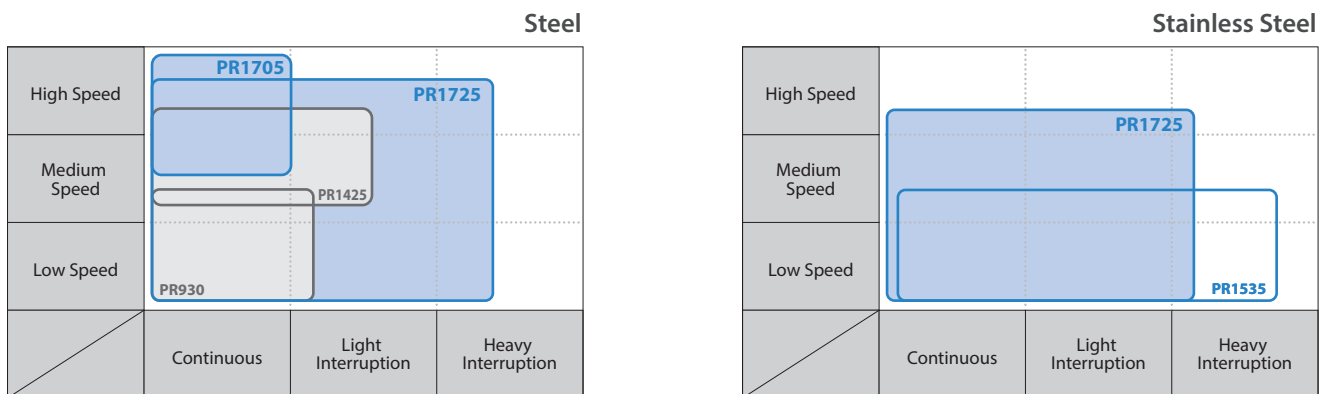 Steel
High Speed
Medium
Speed
Low Speed
PR1705
PR1725
PR1425
PR930
Continuous
Light
Interruption
Heavy
Interruption
Stainless Steel
High Speed
Medium
Speed
Low Speed
PR1725
PR1535
Continuous
Light
Interruption
Heavy
Interruption